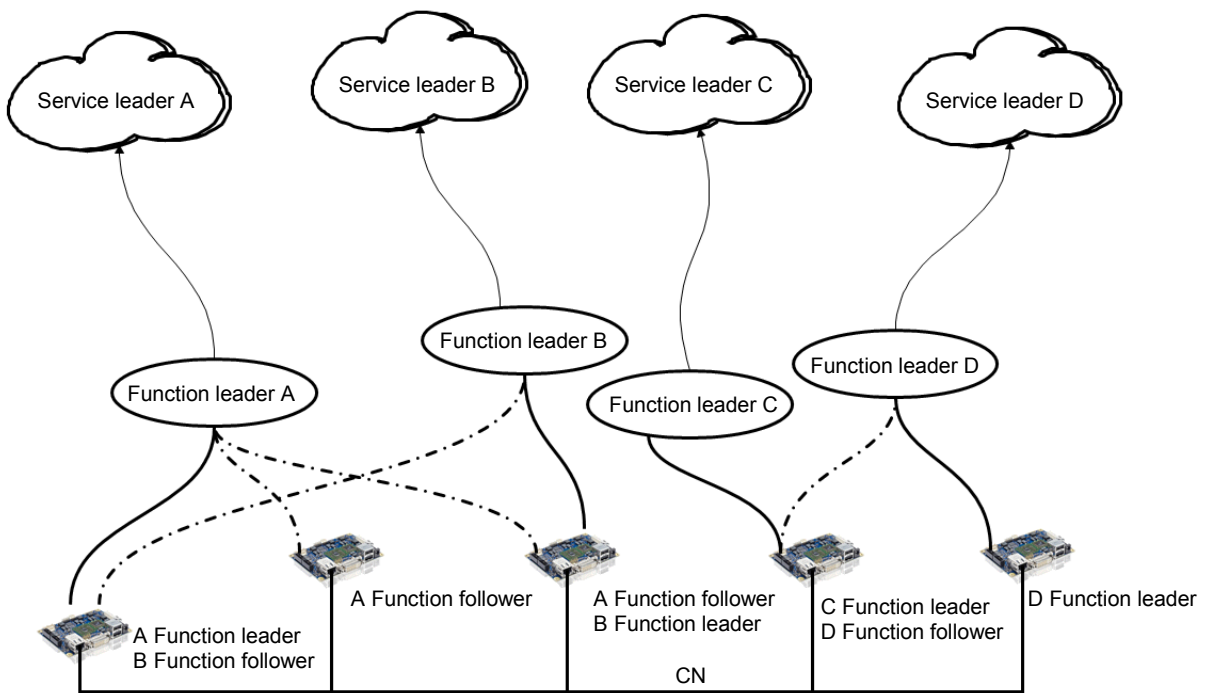 Service leader A
Service leader B
Service leader C
Service leader D
Function leader A
Function leader B
Function leader C
Function leader D
A Function leader
B Function follower
A Function follower
A Function follower
B Function leader
C Function leader
D Function follower
D Function leader
CN